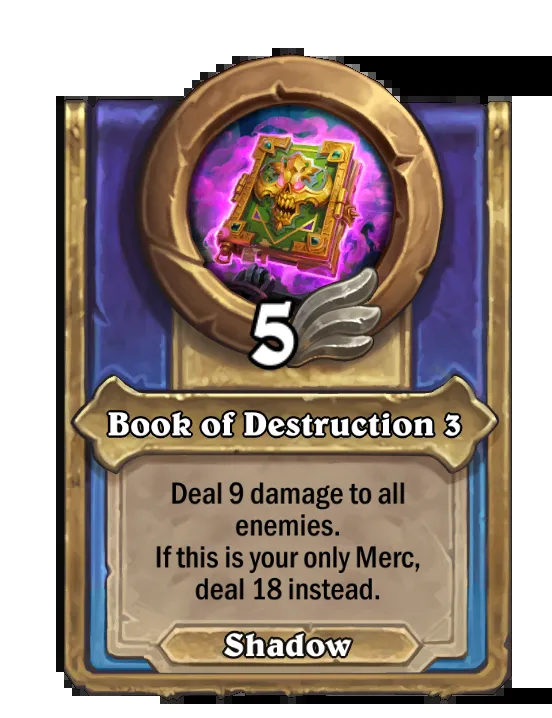 5
Book of Destruction 3
Deal 9 damage to all
enemies.
If this is your only Merc,
deal 18 instead.
Shadow